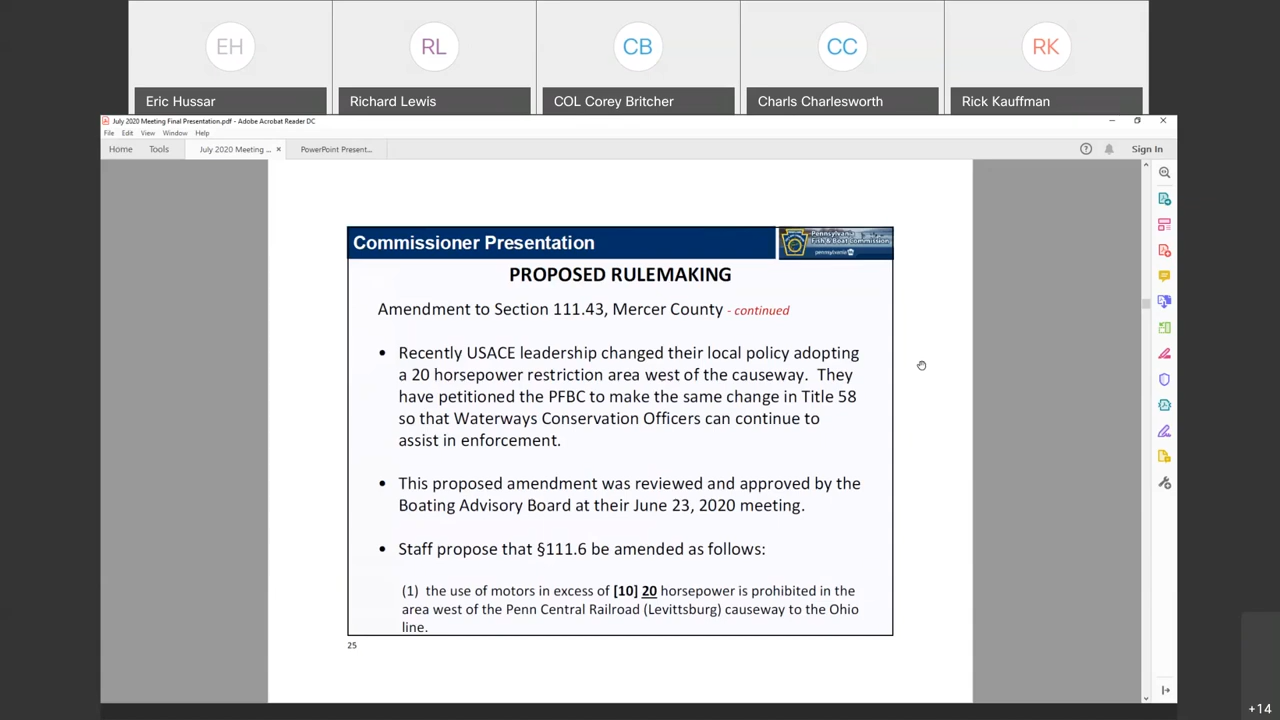 EH
RL
CB
CC
RK
Eric Hussar
Richard Lewis
COL Corey Britcher
Charls Charlesworth
Rick Kauffman
July 2020 Meeting Final Presentation.pdf - Adobe Acrobat Reader DC
File Edit View Window Help
Home Tools July 2020 Meeting ... × PowerPoint Present... Sign In
Commissioner Presentation
Pennsylvania
Fish & Boat Commission
pennsylvania
PROPOSED RULEMAKING
Amendment to Section 111.43, Mercer County - continued
• Recently USACE leadership changed their local policy adopting
a 20 horsepower restriction area west of the causeway. They
have petitioned the PFBC to make the same change in Title 58
so that Waterways Conservation Officers can continue to
assist in enforcement.
• This proposed amendment was reviewed and approved by the
Boating Advisory Board at their June 23, 2020 meeting.
• Staff propose that §111.6 be amended as follows:
(1) the use of motors in excess of [10] 20 horsepower is prohibited in the
area west of the Penn Central Railroad (Levittsburg) causeway to the Ohio
line.
25
+14